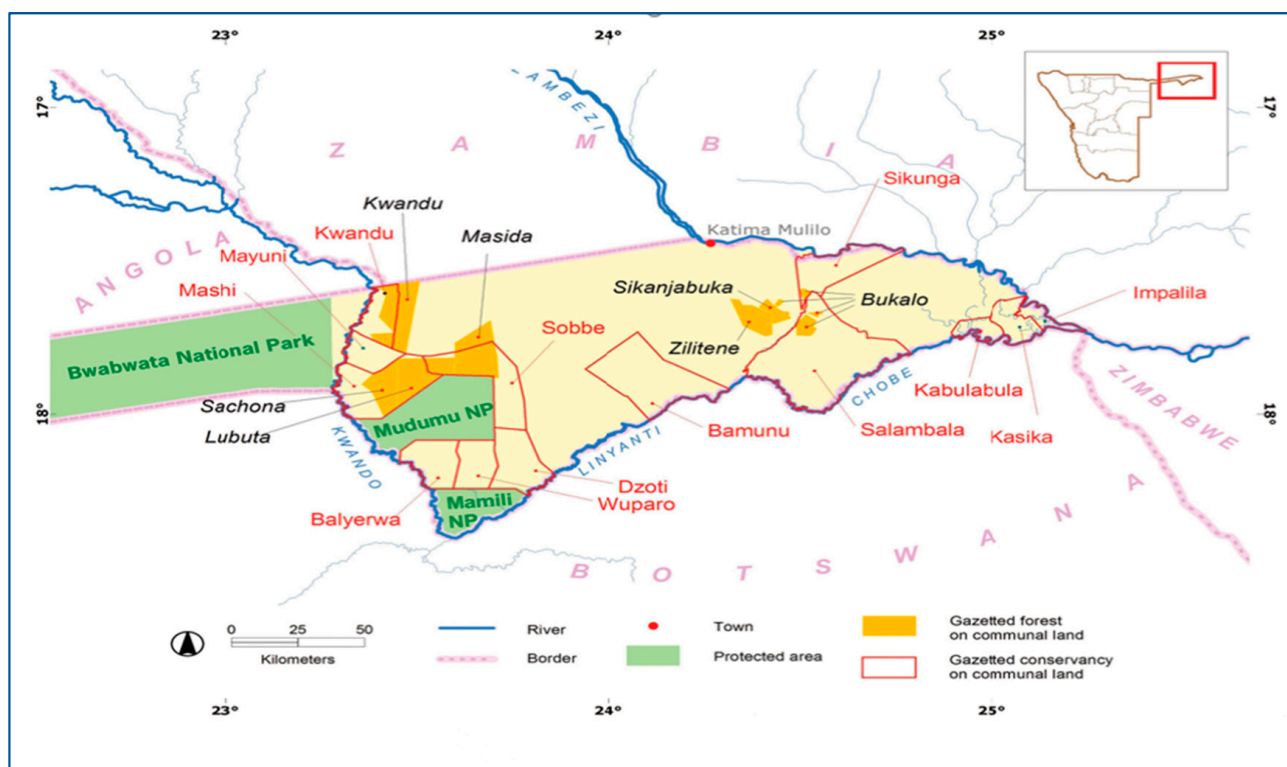 23°
24°
25°
17°
17°
ZAMBEZI
ZAMBIA
Sikunga
Kwandu
Kwandu
Masida
Katima Mulilo
ANGOLA
Mayuni
Mashi
Sikanjabuka
Bukalo
Impalila
Sobbe
Bwabwata National Park
Zilitene
Kabulabula
ZIMBABWE
18°
18°
Sachona
Mudumu NP
Lubuta
CHOBE
Bamunu
Salambala
Kasika
KWANDO
LINYANTI
Dzoti
Wuparo
Balyerwa
Mamili
NP
BOTSWANA
0 25 50
Kilometers
River
Border
Town
Protected area
Gazetted forest
on communal land
Gazetted conservancy
on communal land
23°
24°
25°